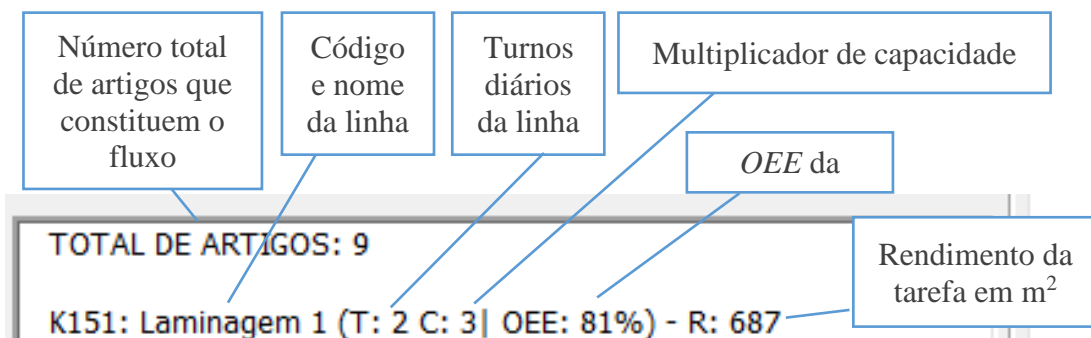 Número total
de artigos que
constituem o
fluxo
Código
e nome
da linha
Turnos
diários
da linha
Multiplicador de capacidade
OEE da
Rendimento da
tarefa em m²
TOTAL DE ARTIGOS: 9
K151: Laminagem 1 (T: 2 C: 3| OEE: 81%) - R: 687